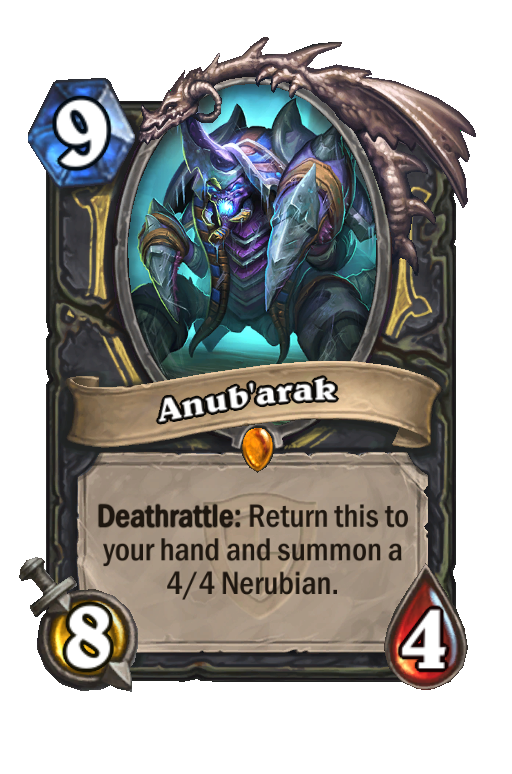 9
Anub'arak
Deathrattle: Return this to
your hand and summon a
4/4 Nerubian.
8
4